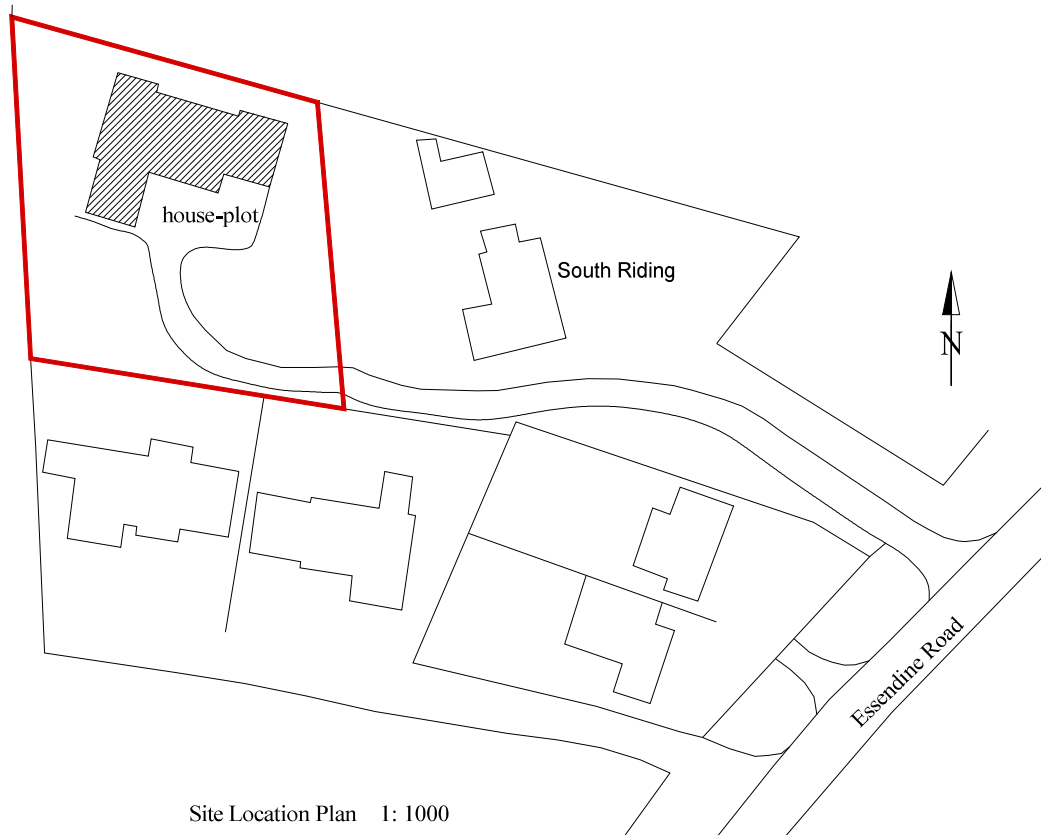 house-plot
South Riding
N
Essendine Road
Site Location Plan 1: 1000